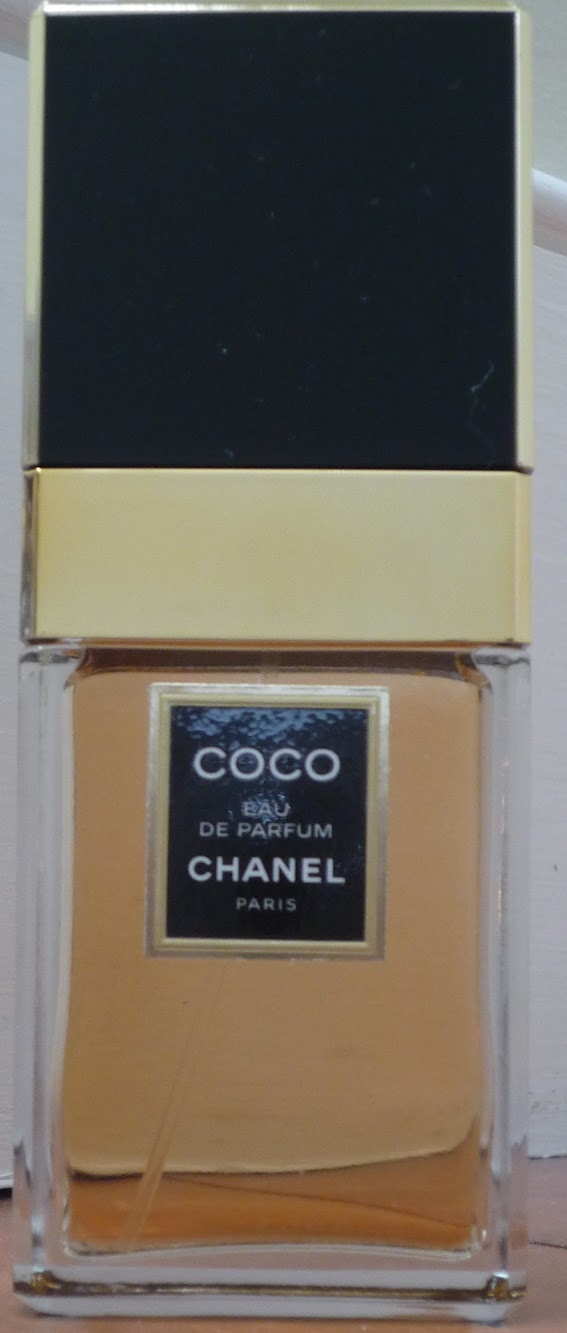 COCO
EAU
DE PARFUM
CHANEL
PARIS